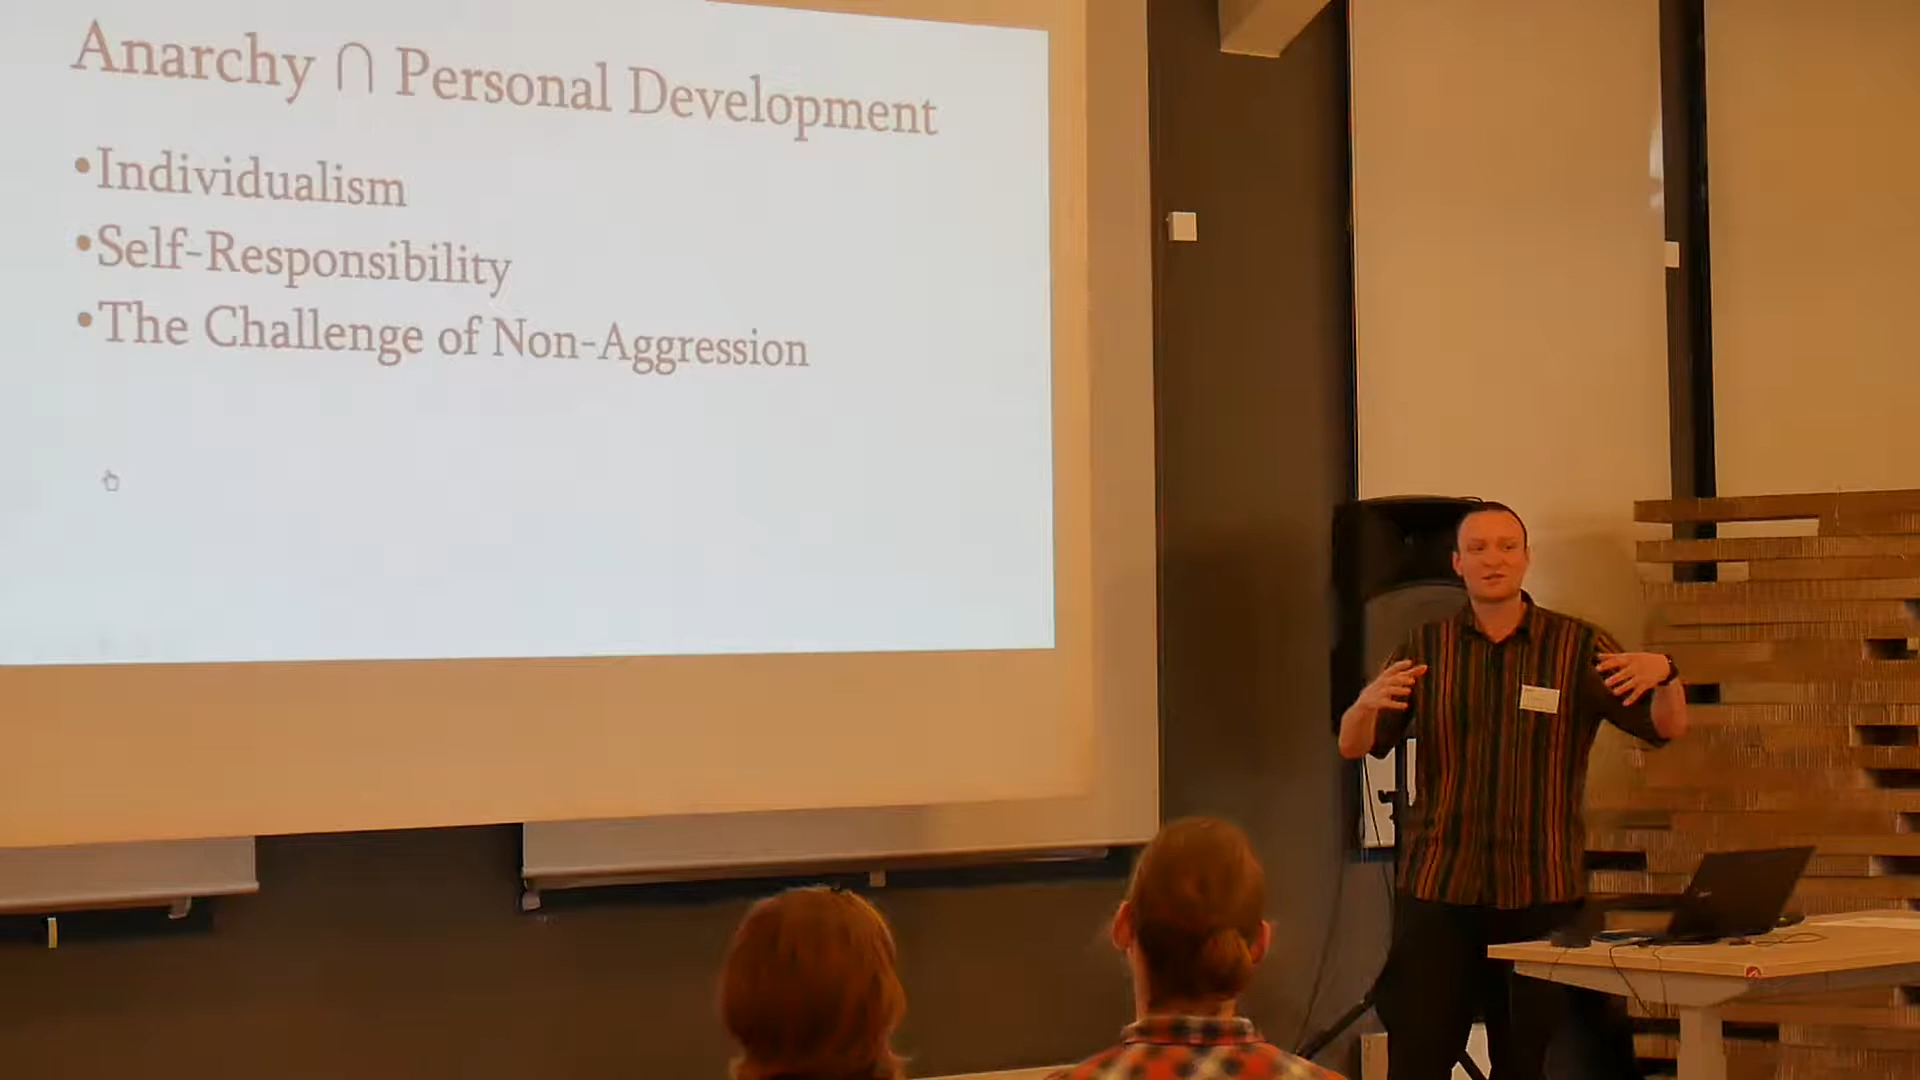 Anarchy ∩ Personal Development
•Individualism
•Self-Responsibility
•The Challenge of Non-Aggression